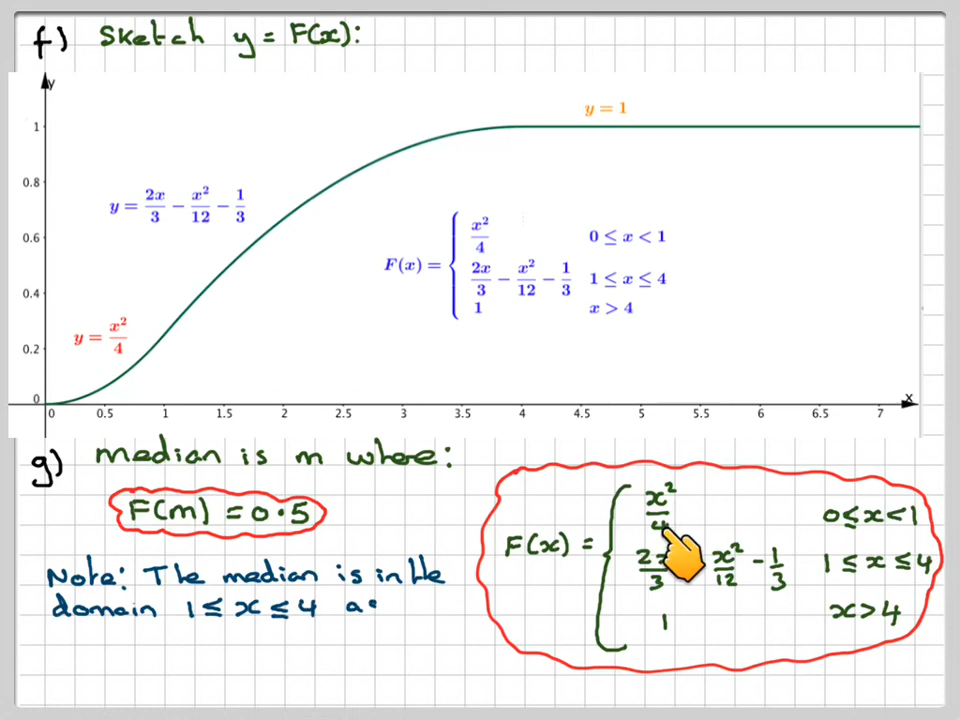 f) Sketch y = F(x):
y
y = 1
1
0.8
y = 2x/3 − x²/12 − 1/3
0.6
F(x) = { x²/4 0 ≤ x < 1
2x/3 − x²/12 − 1/3 1 ≤ x ≤ 4
1 x > 4
0.4
y = x²/4
0.2
0
x
0 0.5 1 1.5 2 2.5 3 3.5 4 4.5 5 5.5 6 6.5 7
g) median is m where:
F(m) = 0.5
F(x) = { x²/4 0 ≤ x < 1
2x/3 x²/12 − 1/3 1 ≤ x ≤ 4
1 x > 4
Note: The median is in the
domain 1 ≤ x ≤ 4